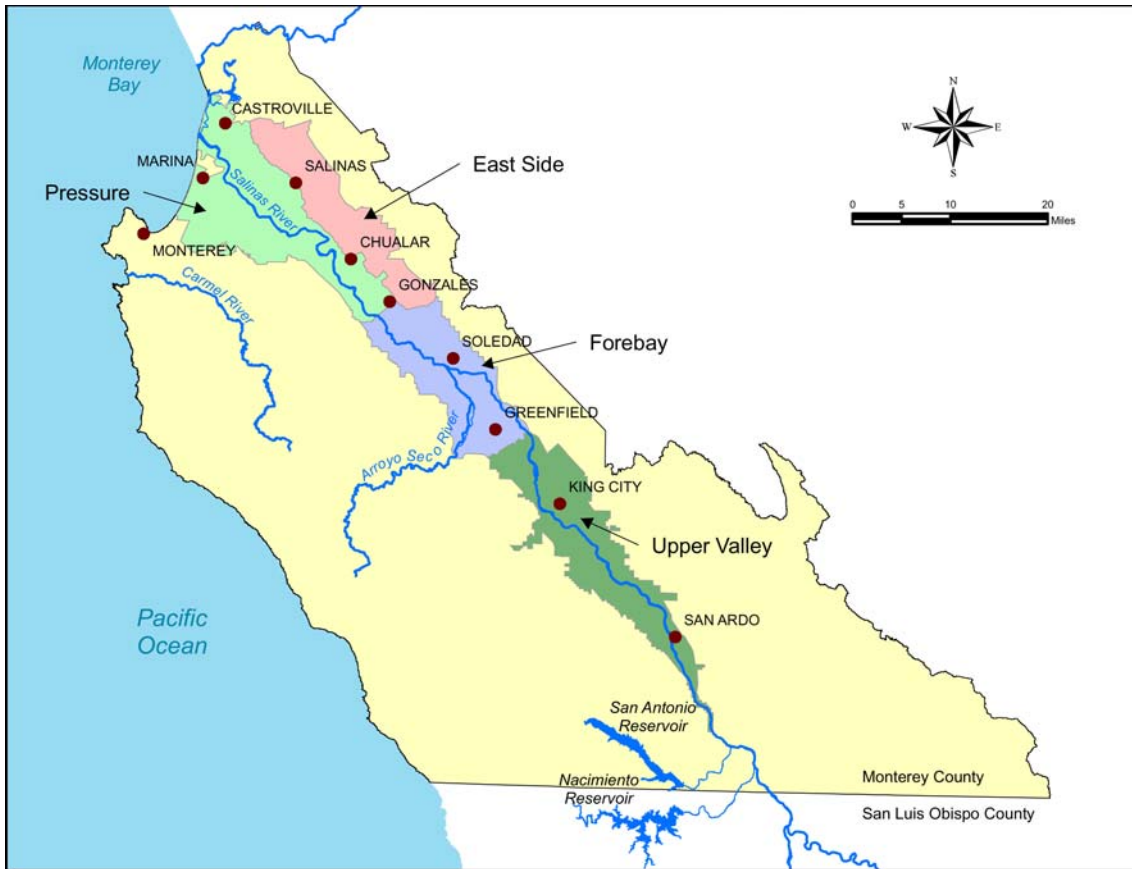 Monterey
Bay
CASTROVILLE
MARINA
SALINAS
East Side
Pressure
Salinas River
MONTEREY
CHUALAR
Carmel River
GONZALES
SOLEDAD
Forebay
GREENFIELD
Arroyo Seco River
KING CITY
Upper Valley
Pacific
Ocean
SAN ARDO
San Antonio
Reservoir
Nacimiento
Reservoir
Monterey County
San Luis Obispo County
N
W
E
S
0 5 10 20
Miles